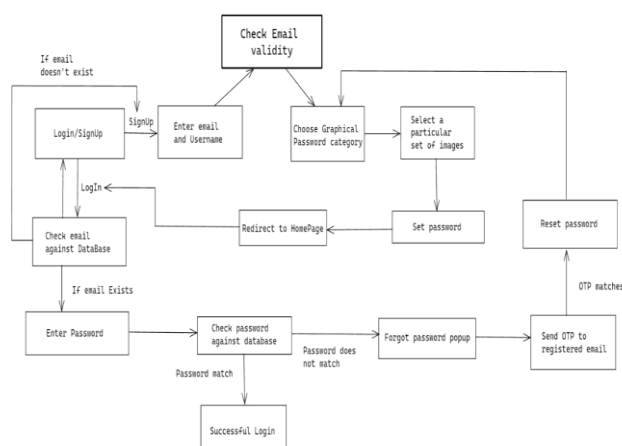 Check Email
validity
If email
doesn't exist
SignUp
Login/SignUp
Enter email
and Username
Choose Graphical
Password category
Select a
particular
set of images
LogIn
Check email
against DataBase
Redirect to HomePage
Set password
Reset password
If email Exists
OTP matches
Enter Password
Check password
against database
Password does
not match
Forgot password popup
Send OTP to
registered email
Password match
Successful Login